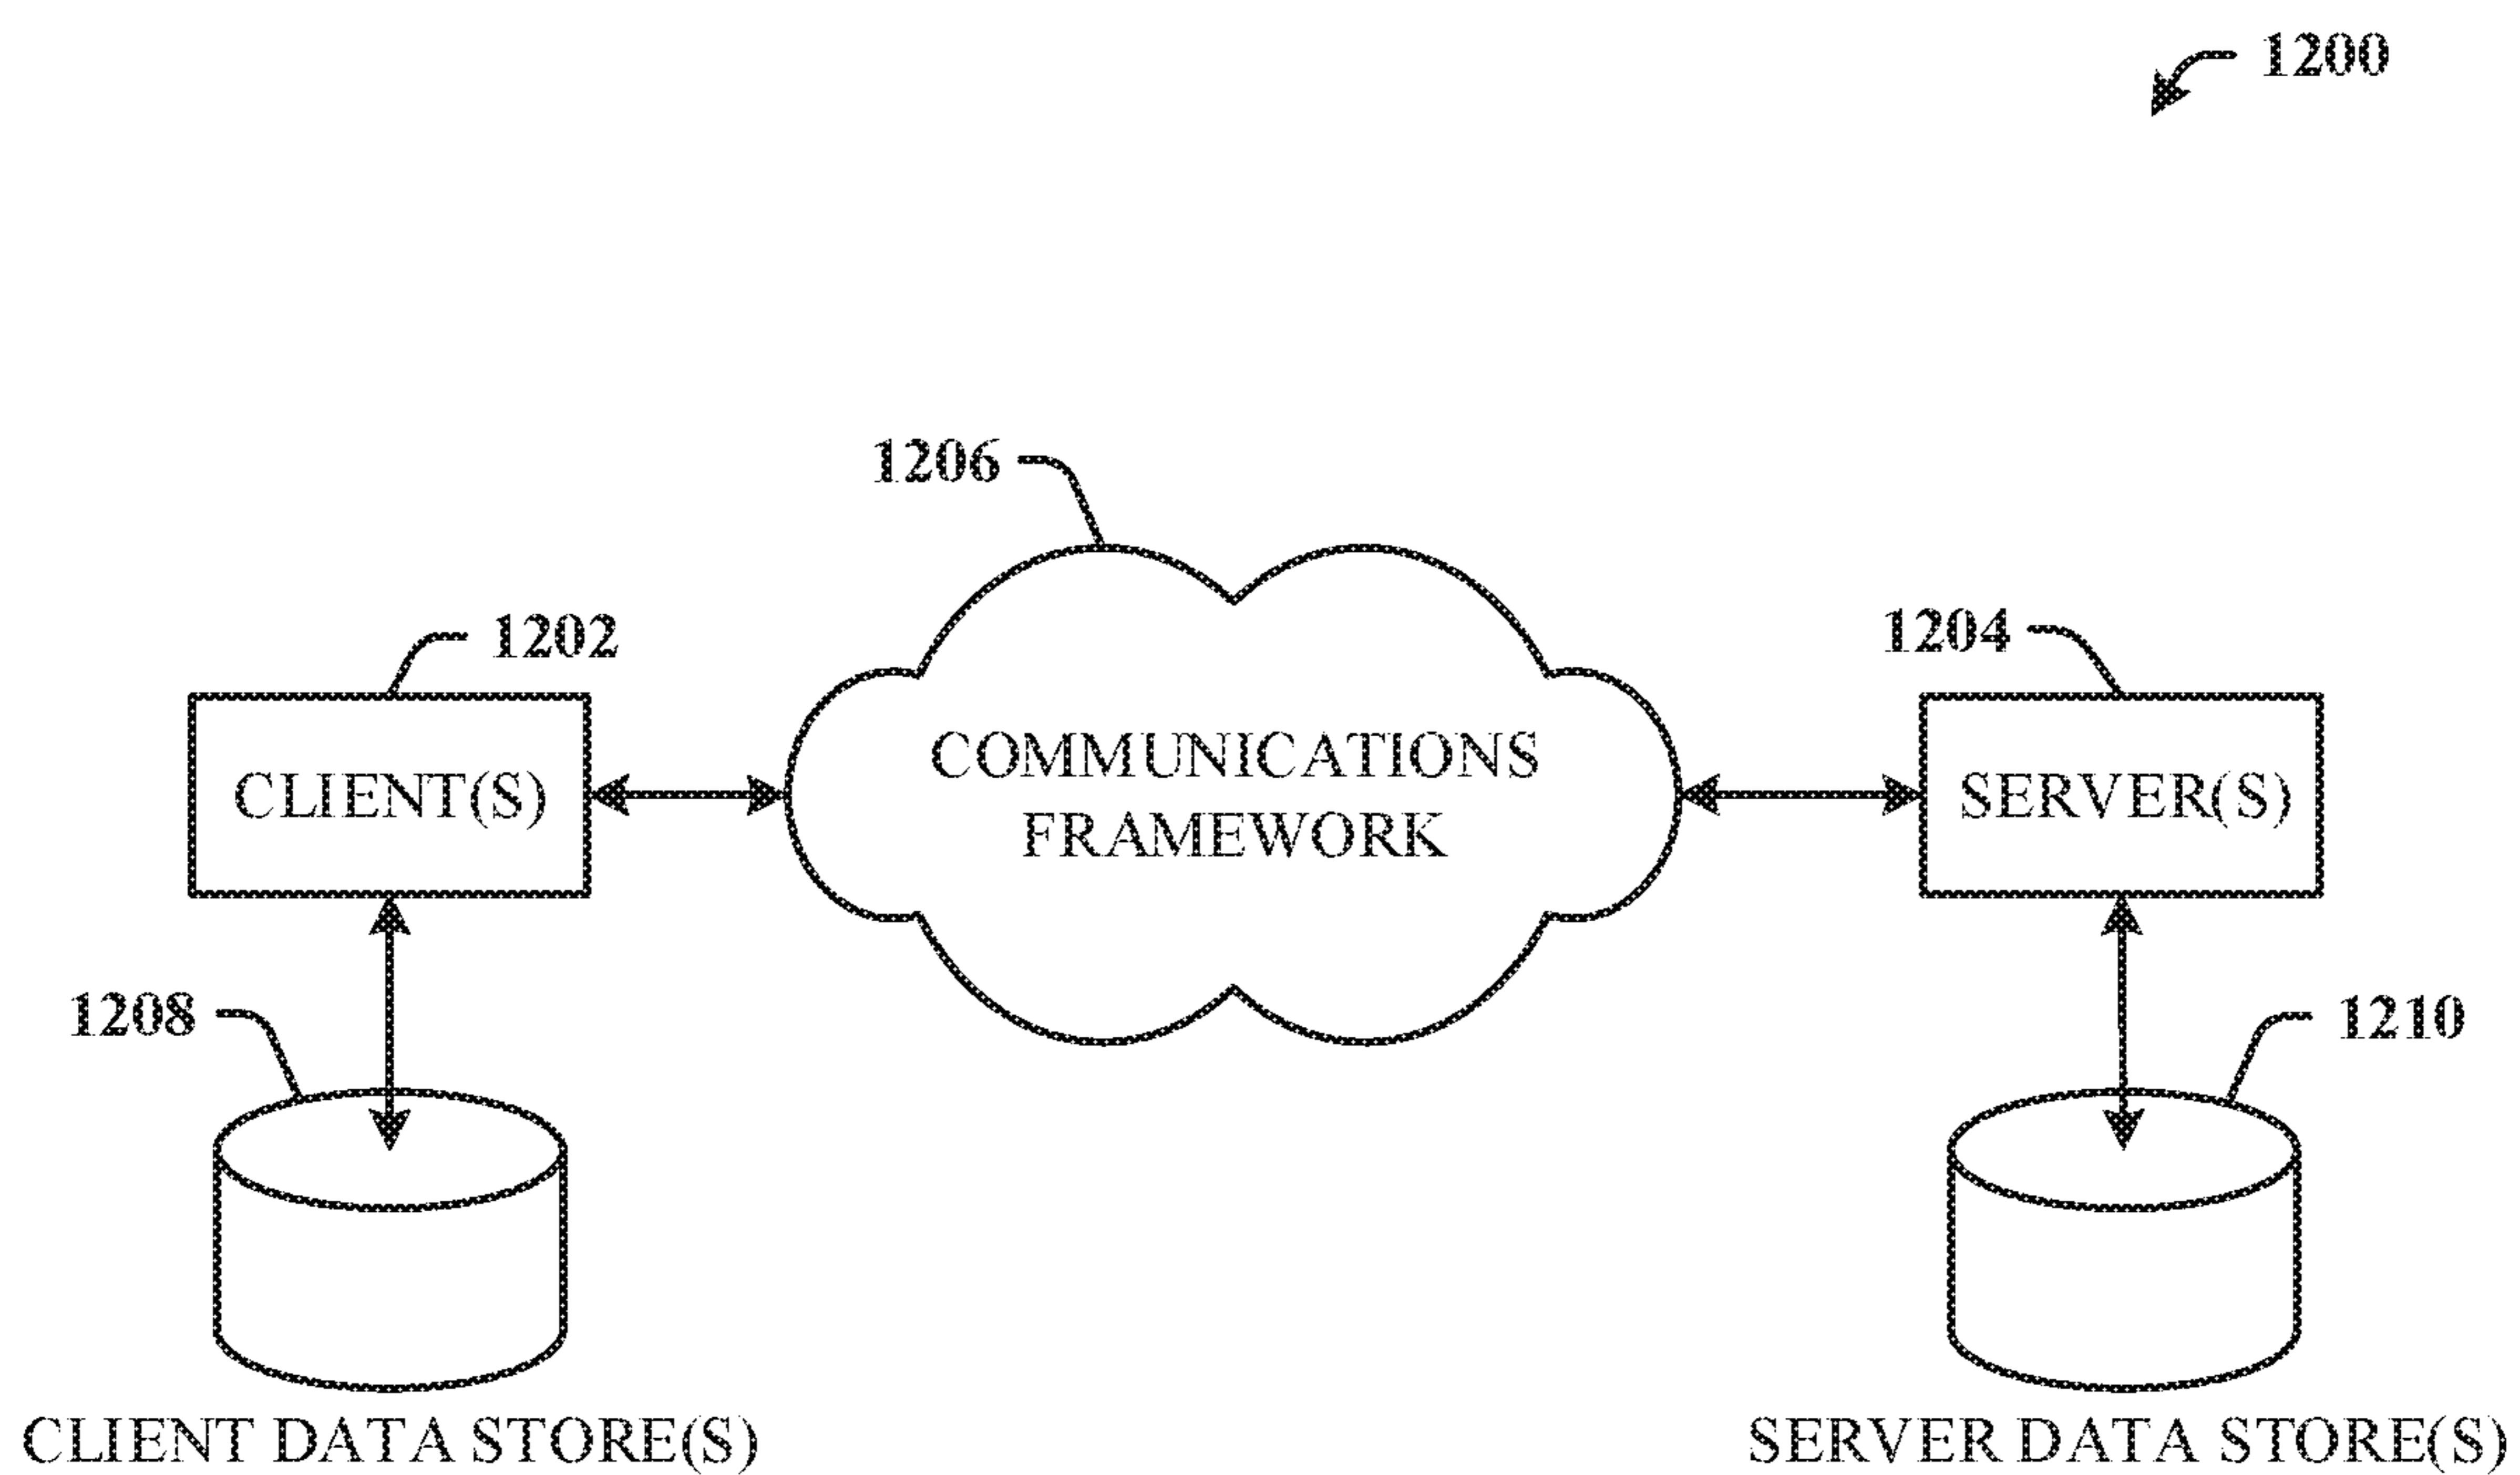 1200
1206
1202
1204
COMMUNICATIONS
FRAMEWORK
CLIENT(S)
SERVER(S)
1208
1210
CLIENT DATA STORE(S)
SERVER DATA STORE(S)